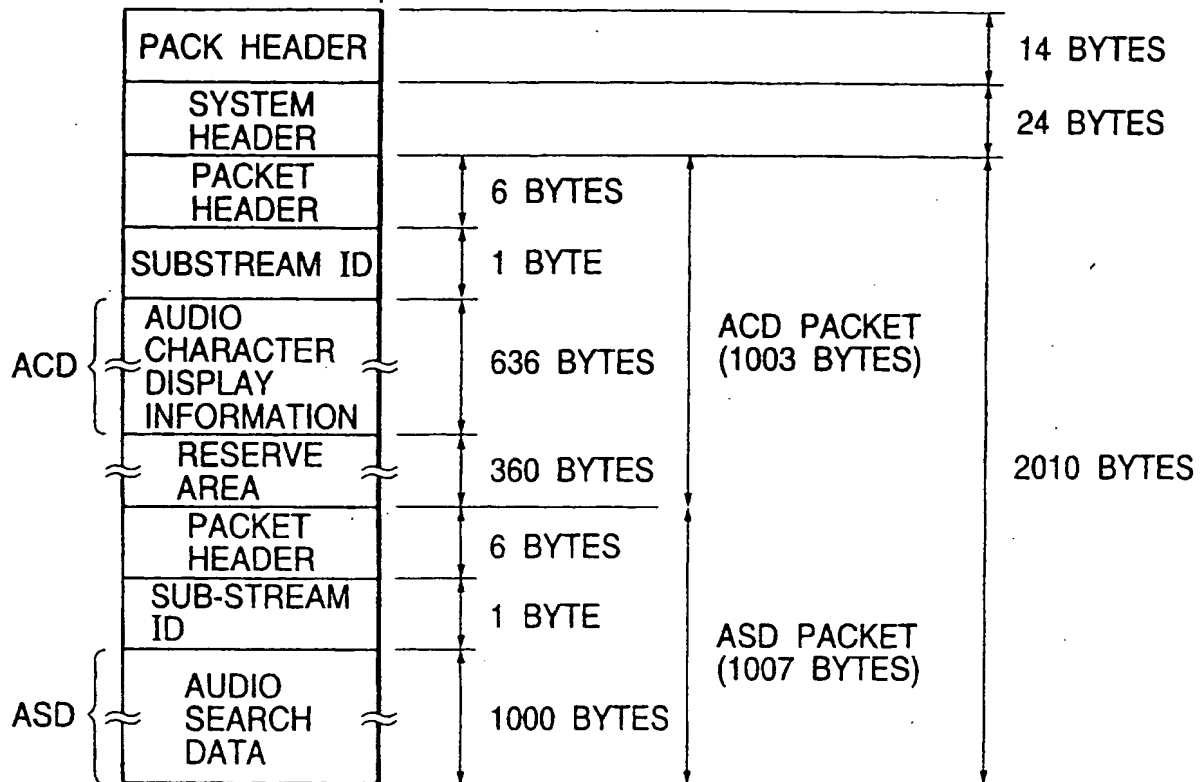 PACK HEADER
14 BYTES
SYSTEM
HEADER
24 BYTES
PACKET
HEADER
6 BYTES
SUBSTREAM ID
1 BYTE
ACD
AUDIO
CHARACTER
DISPLAY
INFORMATION
636 BYTES
ACD PACKET
(1003 BYTES)
RESERVE
AREA
360 BYTES
2010 BYTES
PACKET
HEADER
6 BYTES
SUB-STREAM
ID
1 BYTE
ASD PACKET
(1007 BYTES)
ASD
AUDIO
SEARCH
DATA
1000 BYTES